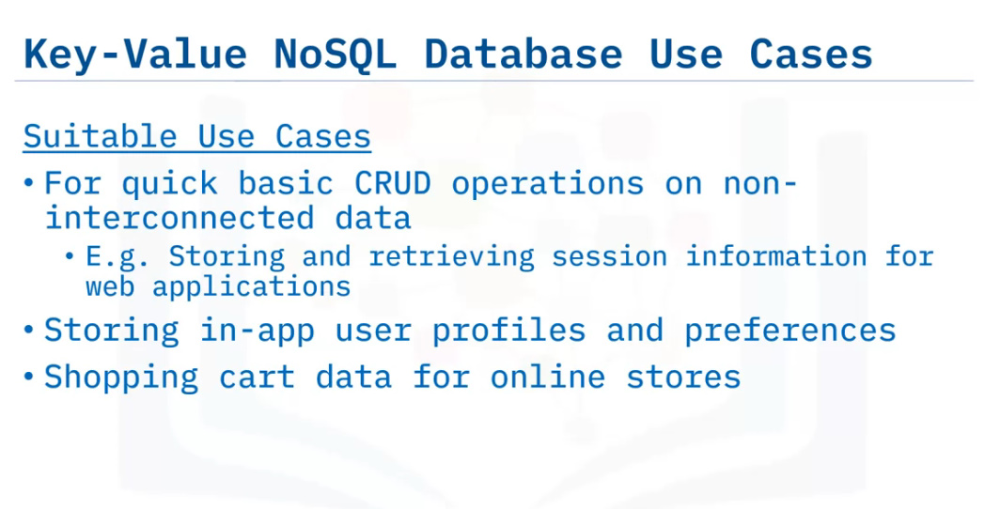 Key-Value NoSQL Database Use Cases
Suitable Use Cases
• For quick basic CRUD operations on non-
interconnected data
• E.g. Storing and retrieving session information for
web applications
• Storing in-app user profiles and preferences
• Shopping cart data for online stores